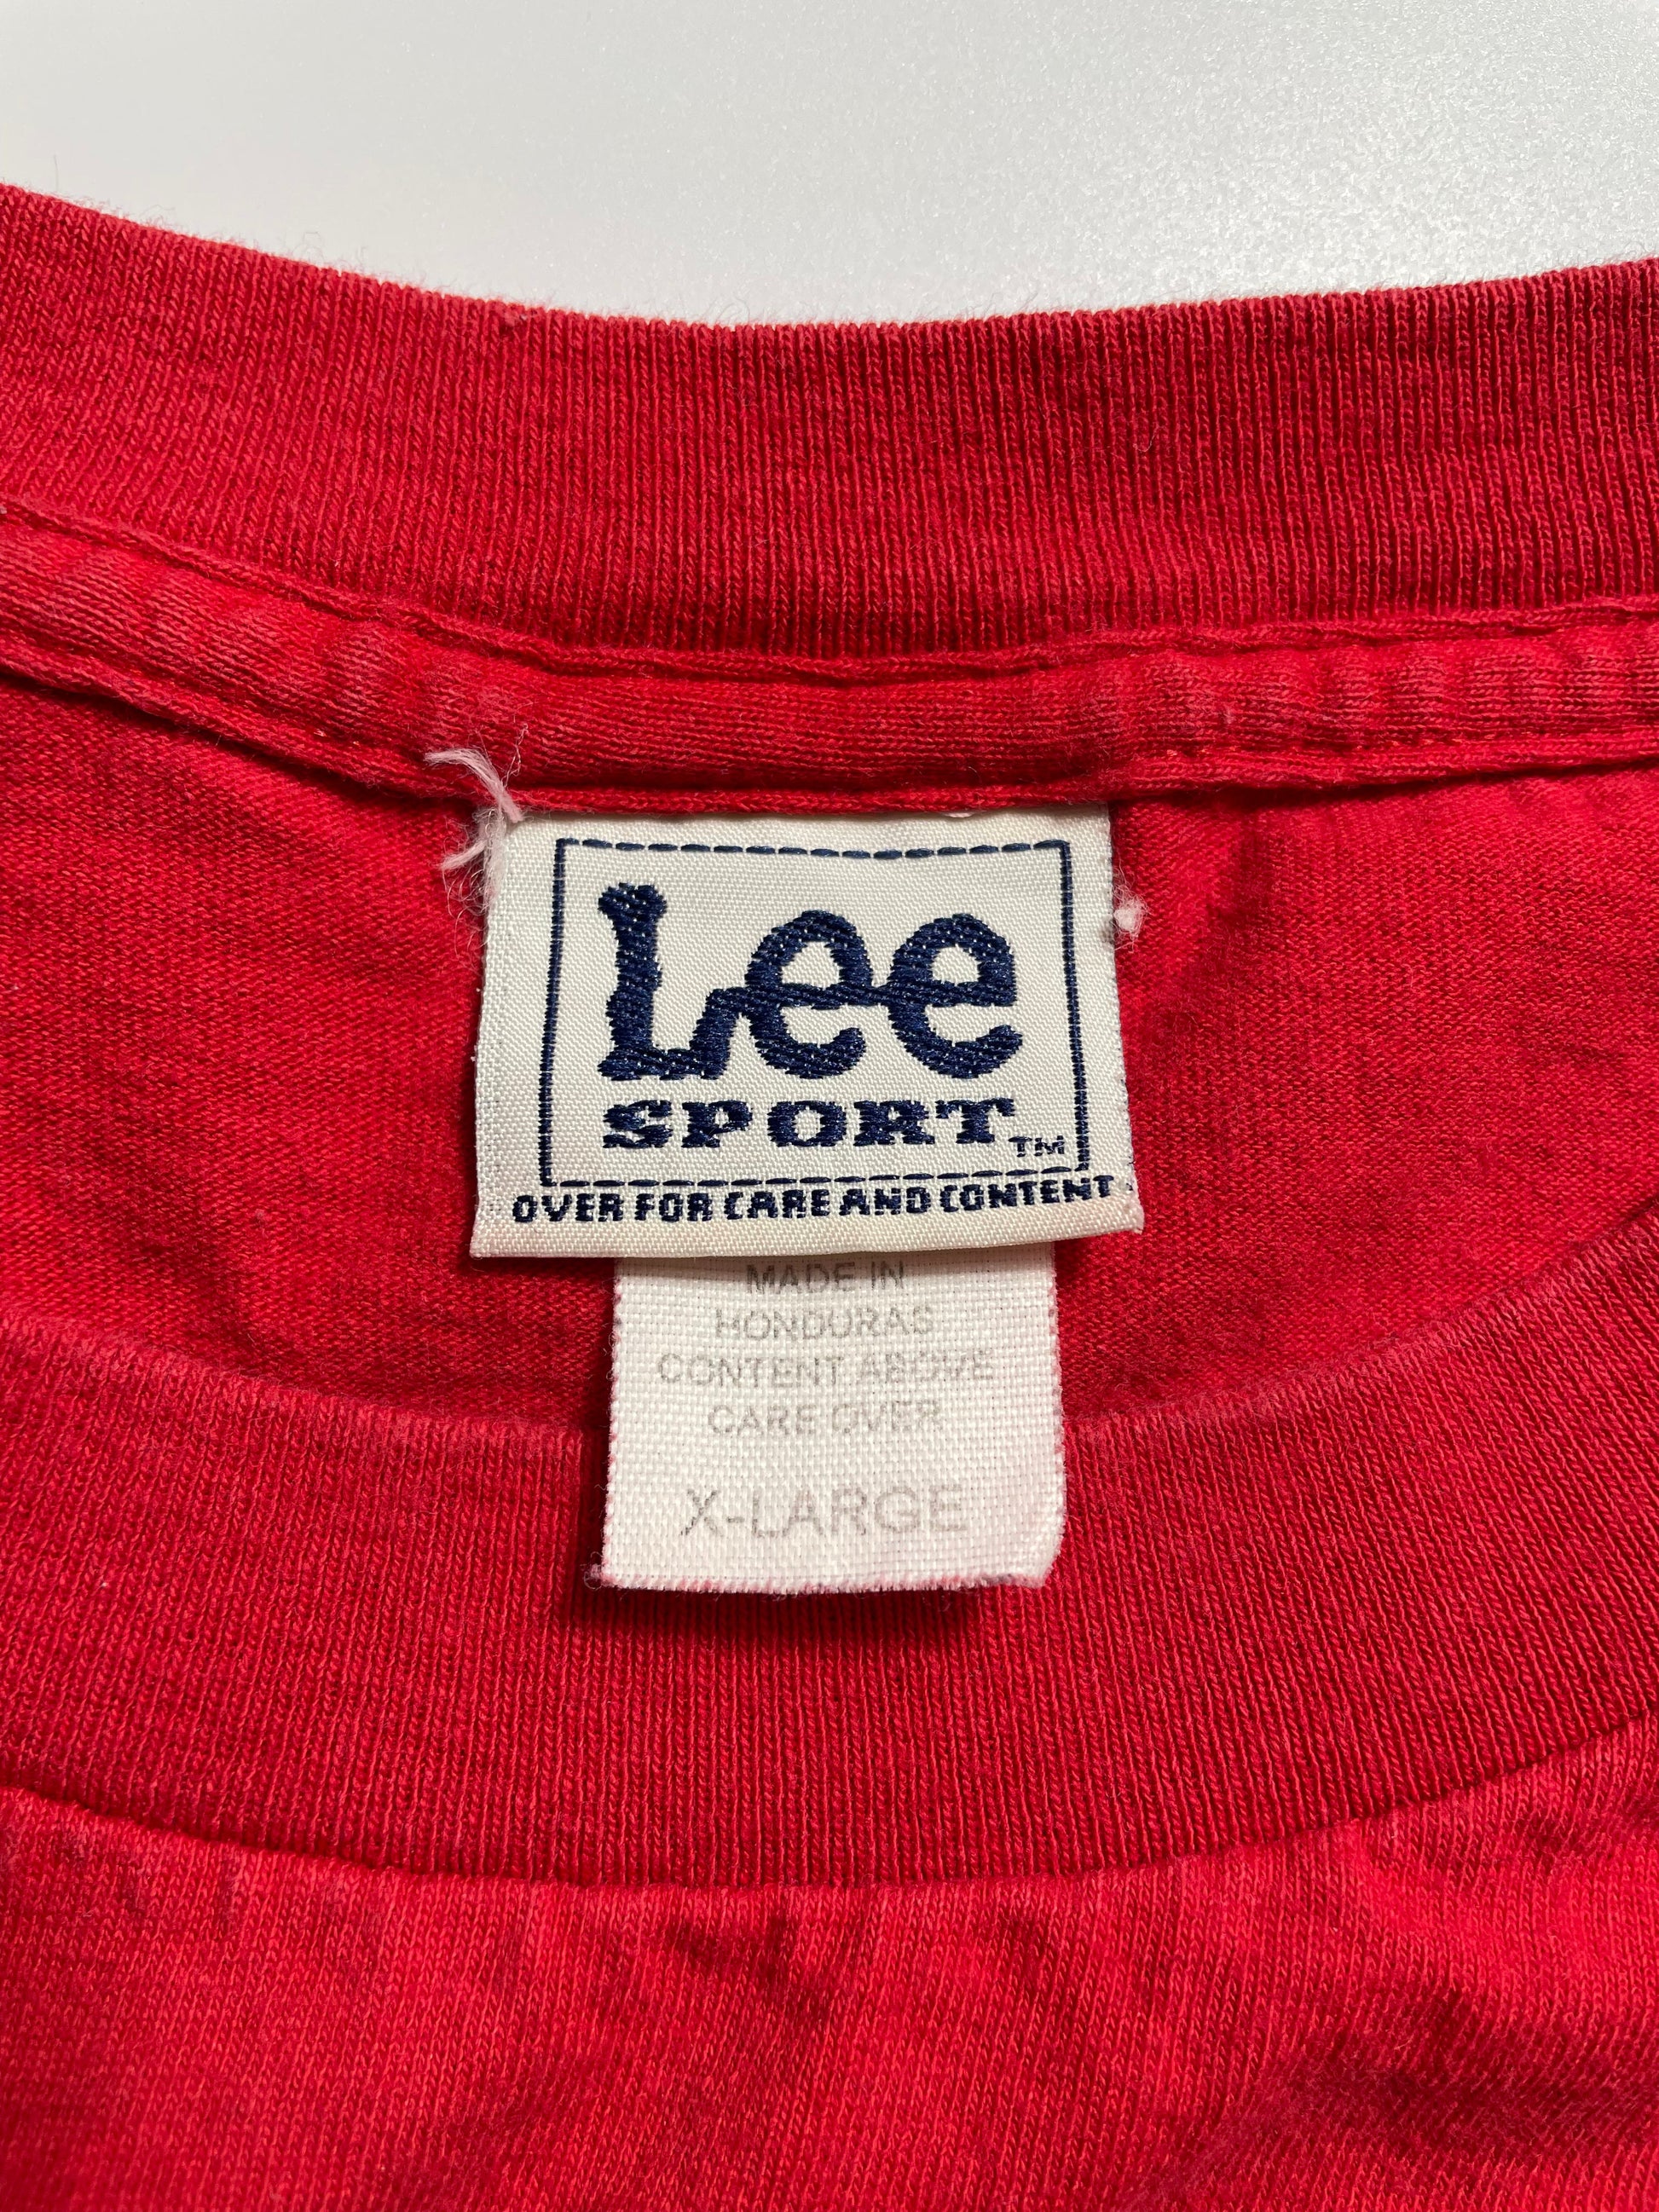 Lee
SPORT TM
OVER FOR CARE AND CONTENT
MADE IN
HONDURAS
CONTENT ABOVE
CARE OVER
X-LARGE